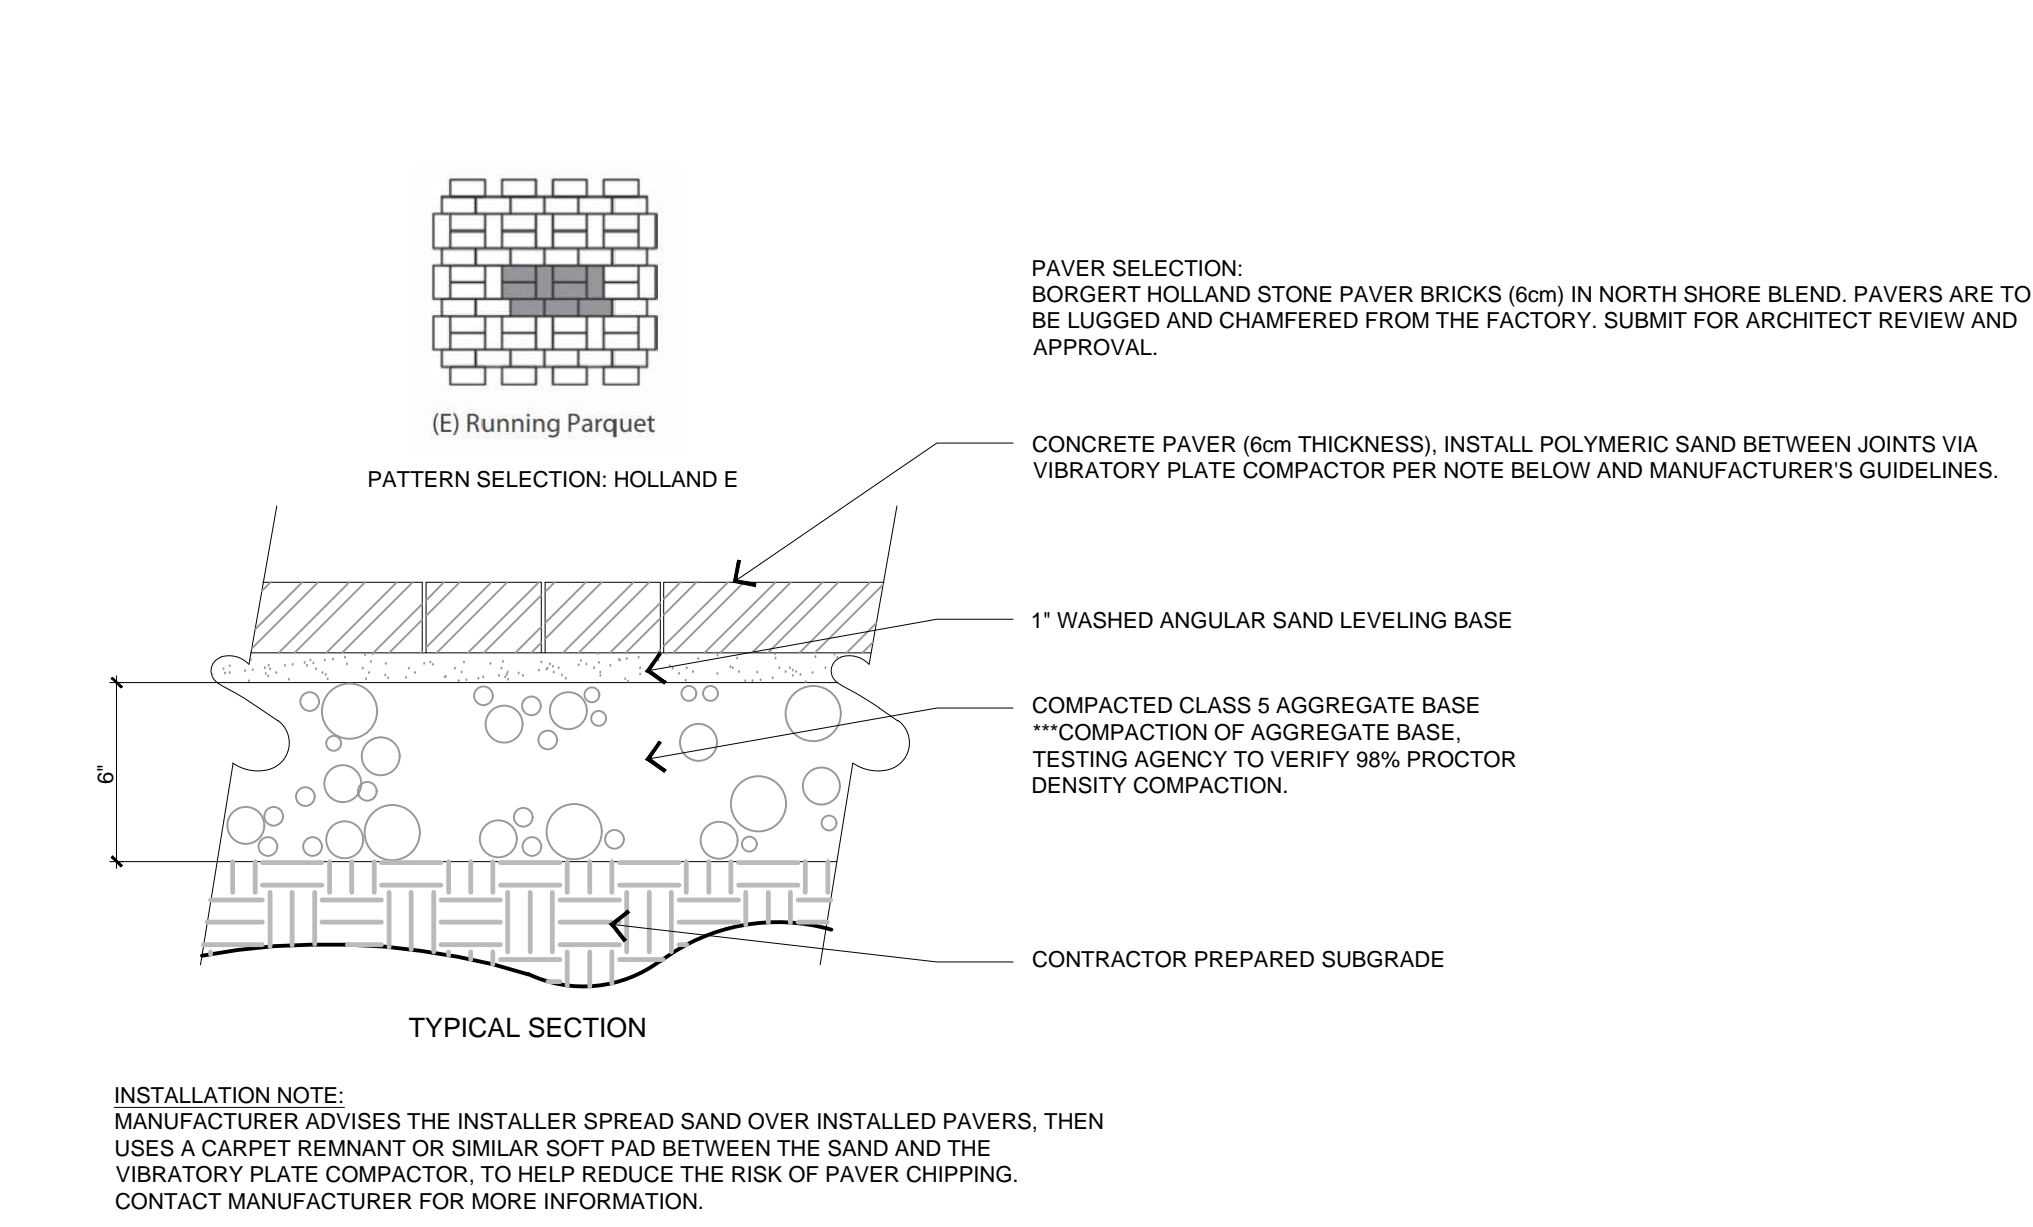 (E) Running Parquet
PATTERN SELECTION: HOLLAND E
PAVER SELECTION:
BORGERT HOLLAND STONE PAVER BRICKS (6cm) IN NORTH SHORE BLEND. PAVERS ARE TO
BE LUGGED AND CHAMFERED FROM THE FACTORY. SUBMIT FOR ARCHITECT REVIEW AND
APPROVAL.
CONCRETE PAVER (6cm THICKNESS), INSTALL POLYMERIC SAND BETWEEN JOINTS VIA
VIBRATORY PLATE COMPACTOR PER NOTE BELOW AND MANUFACTURER'S GUIDELINES.
1" WASHED ANGULAR SAND LEVELING BASE
COMPACTED CLASS 5 AGGREGATE BASE
***COMPACTION OF AGGREGATE BASE,
TESTING AGENCY TO VERIFY 98% PROCTOR
DENSITY COMPACTION.
6"
CONTRACTOR PREPARED SUBGRADE
TYPICAL SECTION
INSTALLATION NOTE:
MANUFACTURER ADVISES THE INSTALLER SPREAD SAND OVER INSTALLED PAVERS, THEN
USES A CARPET REMNANT OR SIMILAR SOFT PAD BETWEEN THE SAND AND THE
VIBRATORY PLATE COMPACTOR, TO HELP REDUCE THE RISK OF PAVER CHIPPING.
CONTACT MANUFACTURER FOR MORE INFORMATION.